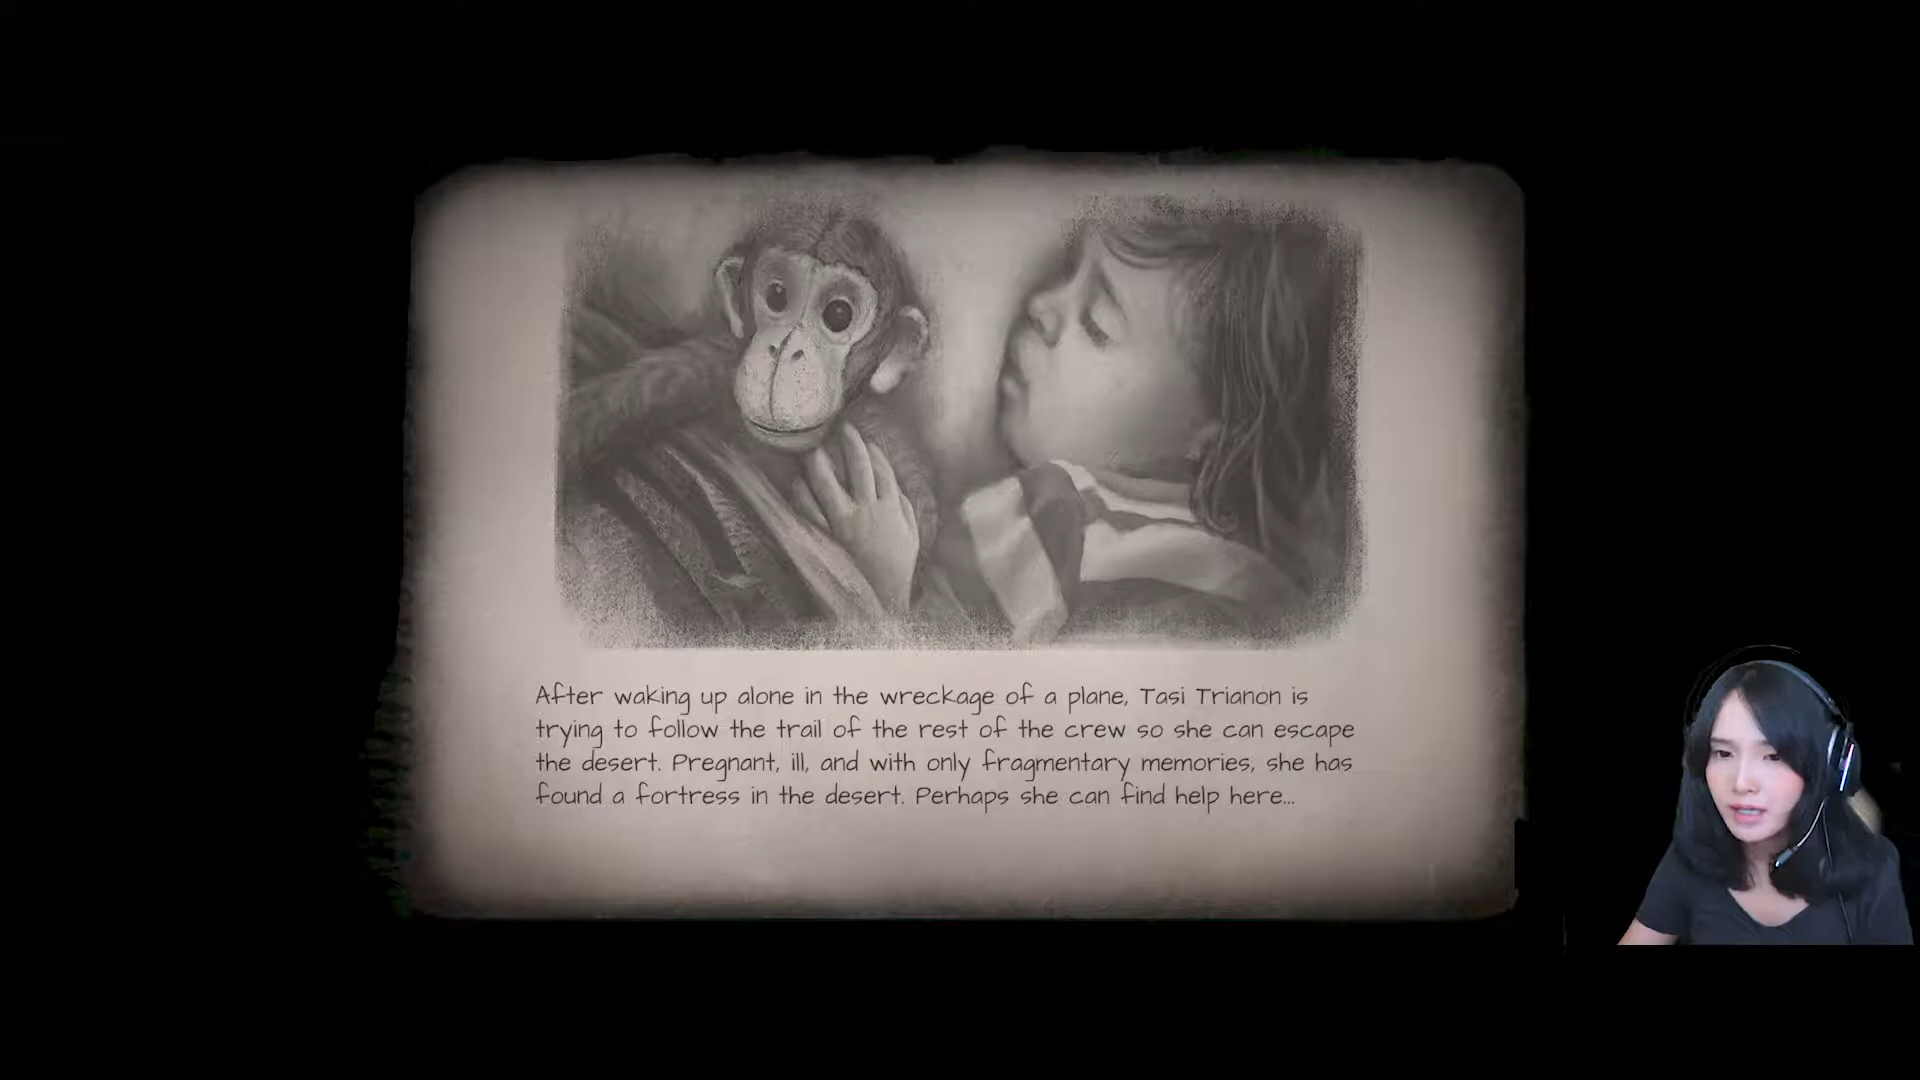 After waking up alone in the wreckage of a plane, Tasi Trianon is
trying to follow the trail of the rest of the crew so she can escape
the desert. Pregnant, ill, and with only fragmentary memories, she has
found a fortress in the desert. Perhaps she can find help here...